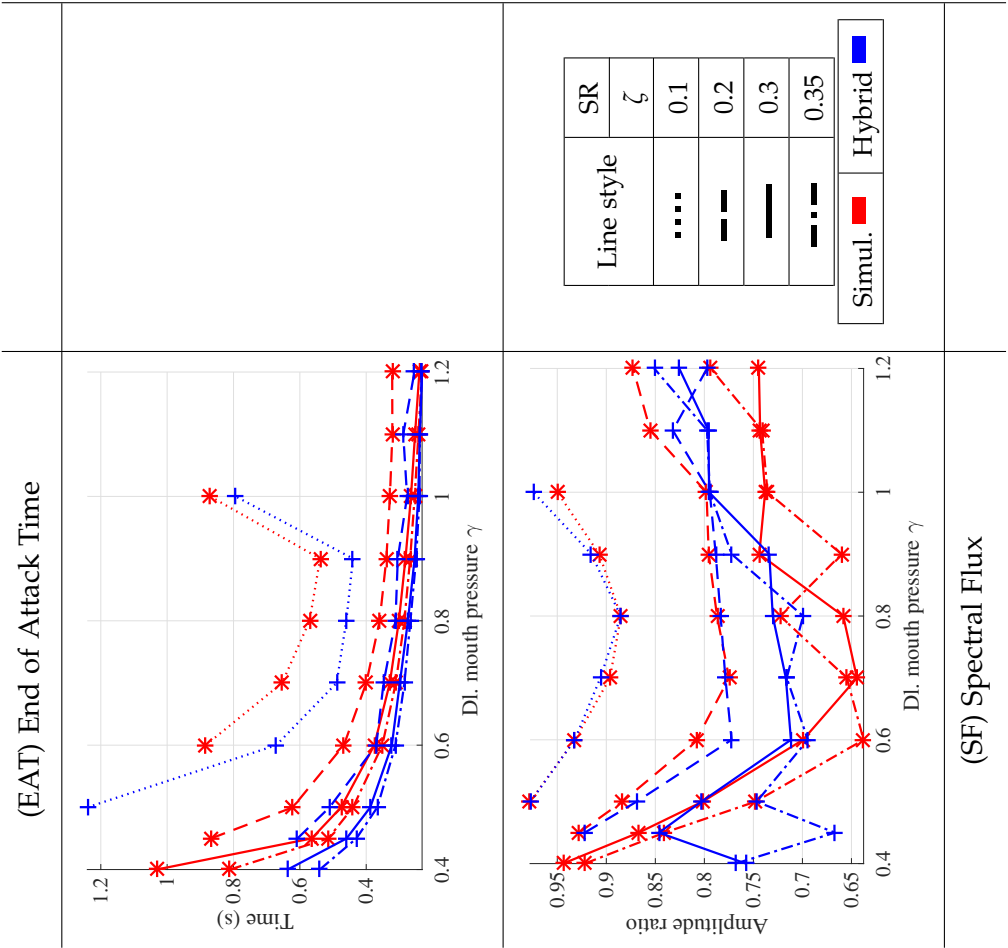 (EAT) End of Attack Time
Time (s)
1.2
1
0.8
0.6
0.4
0.4
0.6
0.8
1
1.2
Dl. mouth pressure γ
Line style
SR
ζ
0.1
0.2
0.3
0.35
Simul.
Hybrid
Amplitude ratio
0.95
0.9
0.85
0.8
0.75
0.7
0.65
0.4
0.6
0.8
1
1.2
Dl. mouth pressure γ
(SF) Spectral Flux